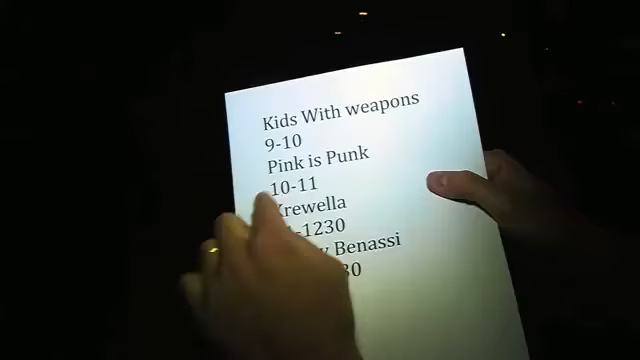 Kids With weapons
9-10
Pink is Punk
10-11
Krewella
-1230
Benassi
30